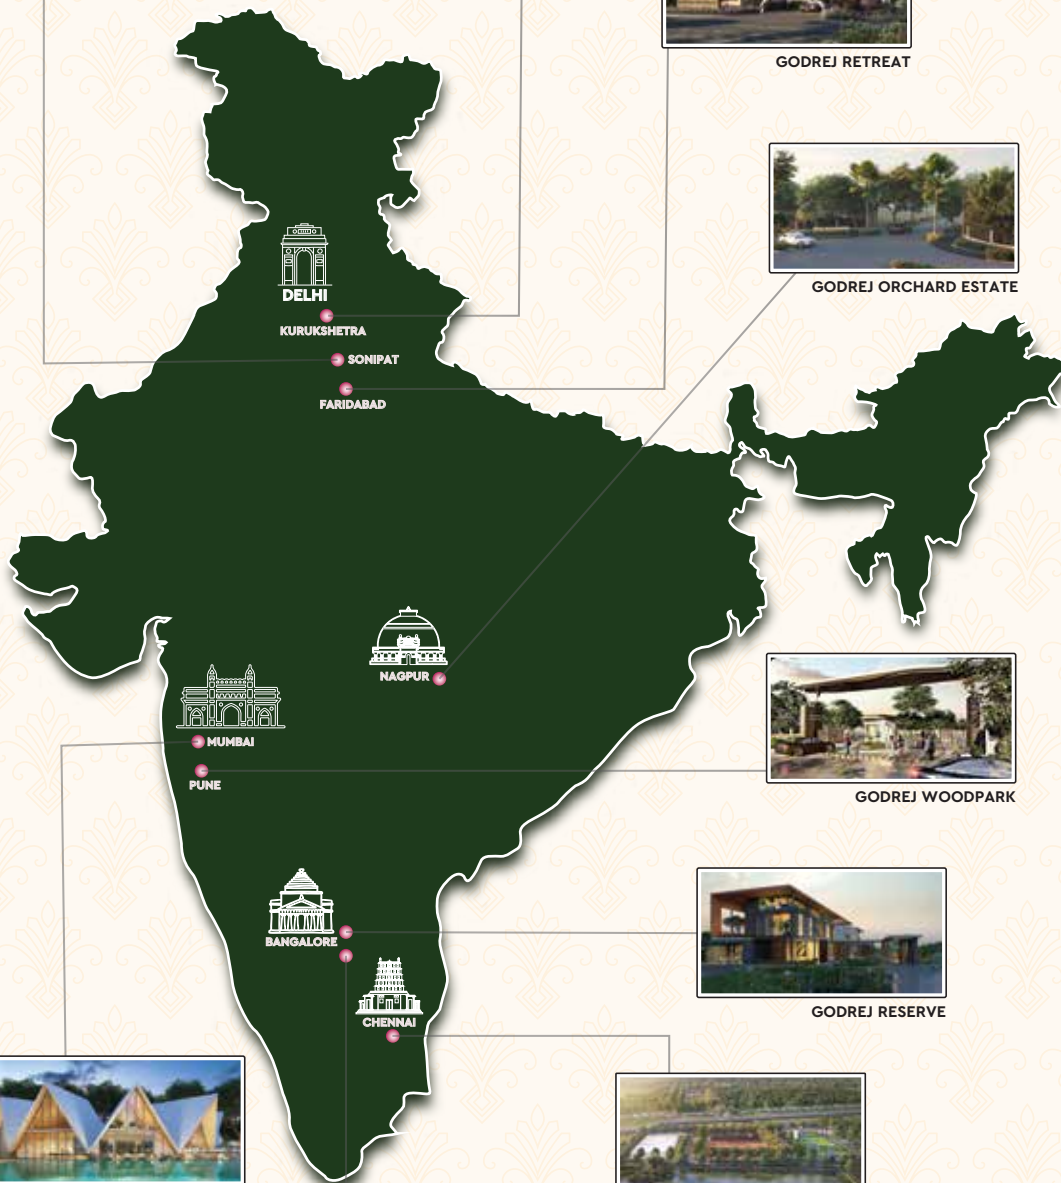 GODREJ RETREAT
GODREJ ORCHARD ESTATE
DELHI
KURUKSHETRA
SONIPAT
FARIDABAD
NAGPUR
MUMBAI
PUNE
GODREJ WOODPARK
BANGALORE
GODREJ RESERVE
CHENNAI